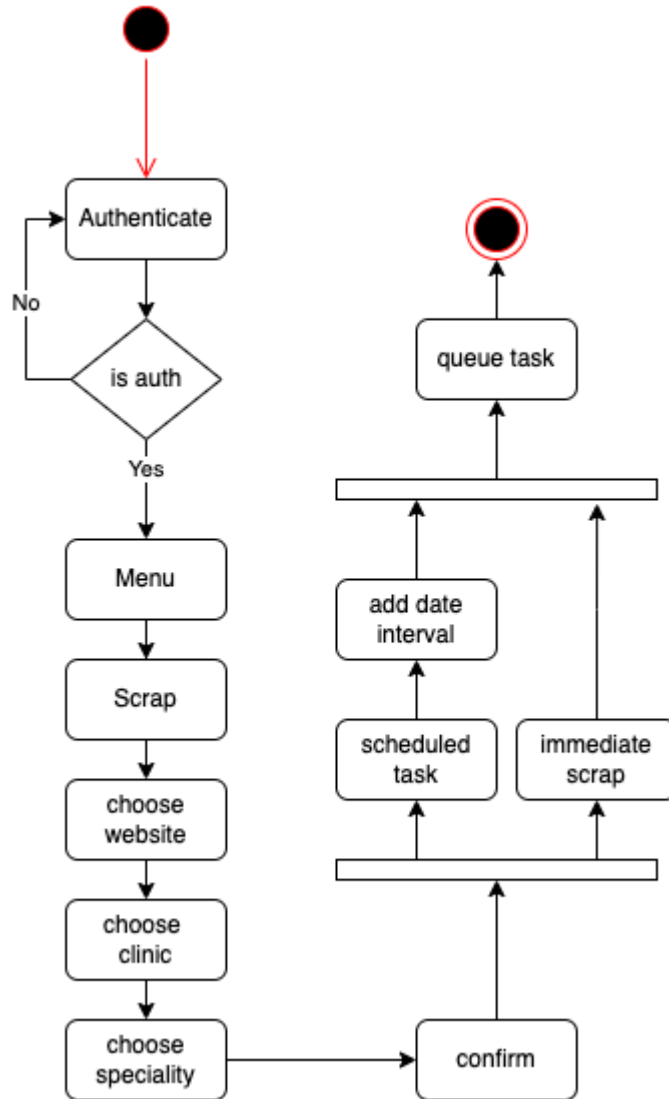 Authenticate
No
is auth
Yes
Menu
Scrap
choose
website
choose
clinic
choose
speciality
confirm
scheduled
task
immediate
scrap
add date
interval
queue task